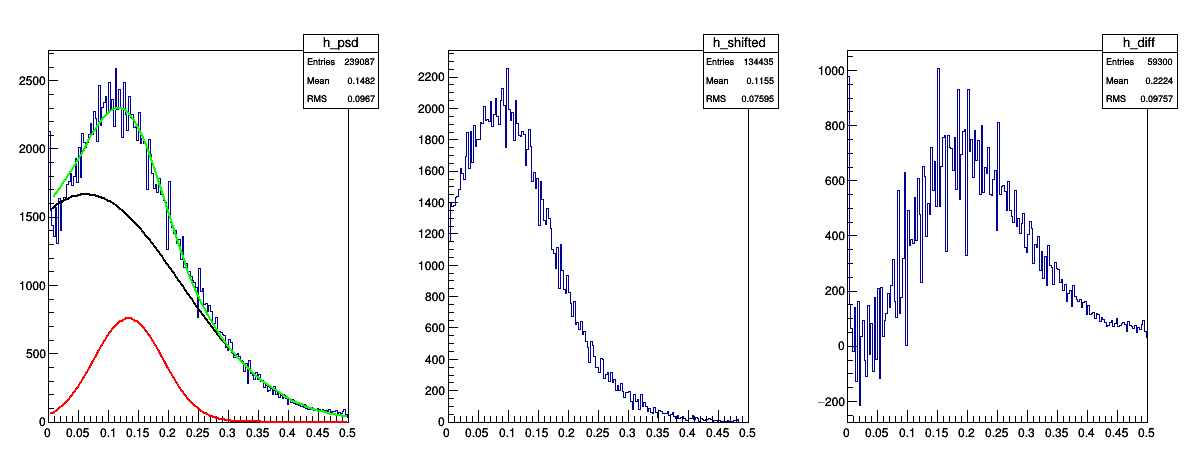 h_psd
Entries 239087
Mean 0.1482
RMS 0.0967
2500
2000
1500
1000
500
0
0 0.05 0.1 0.15 0.2 0.25 0.3 0.35 0.4 0.45 0.5
h_shifted
Entries 134435
Mean 0.1155
RMS 0.07595
2200
2000
1800
1600
1400
1200
1000
800
600
400
200
0
0 0.05 0.1 0.15 0.2 0.25 0.3 0.35 0.4 0.45 0.5
h_diff
Entries 59300
Mean 0.2224
RMS 0.09757
1000
800
600
400
200
0
−200
0 0.05 0.1 0.15 0.2 0.25 0.3 0.35 0.4 0.45 0.5